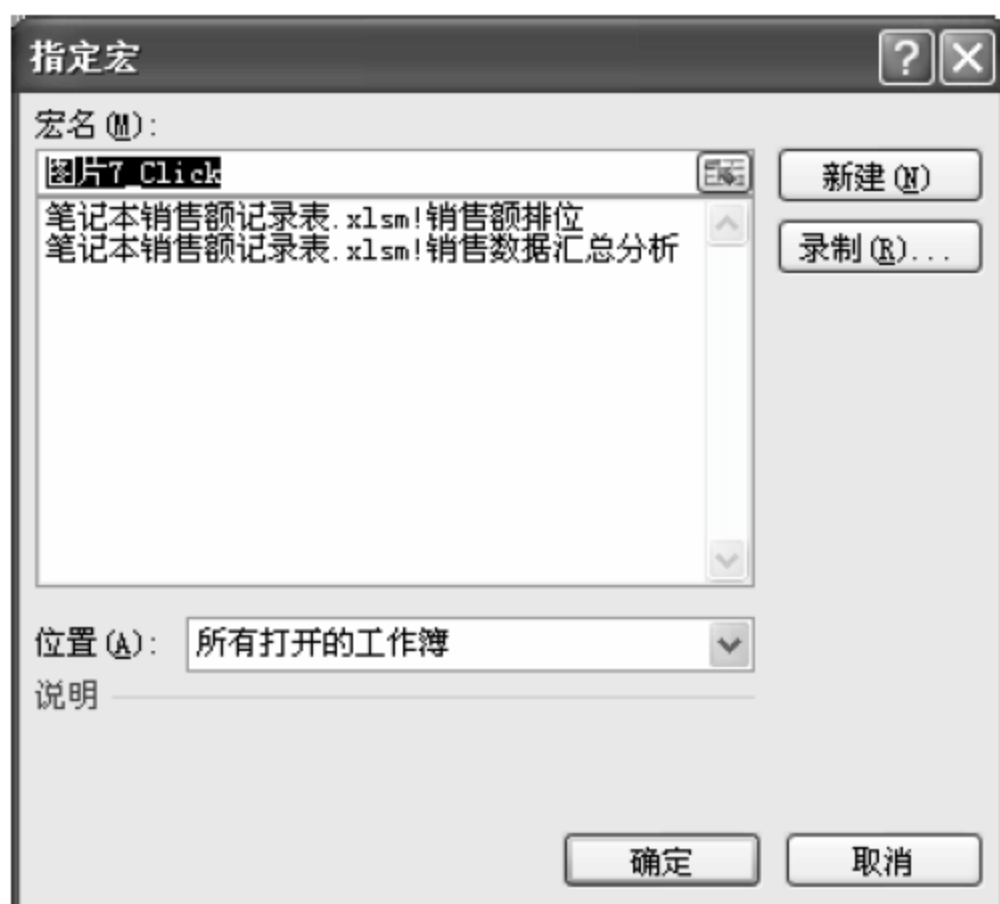 指定宏
宏名(M):
图片7_Click
新建(N)
笔记本销售额记录表.xlsm!销售额排位
笔记本销售额记录表.xlsm!销售数据汇总分析
录制(R)...
位置(A):
所有打开的工作簿
说明
确定
取消